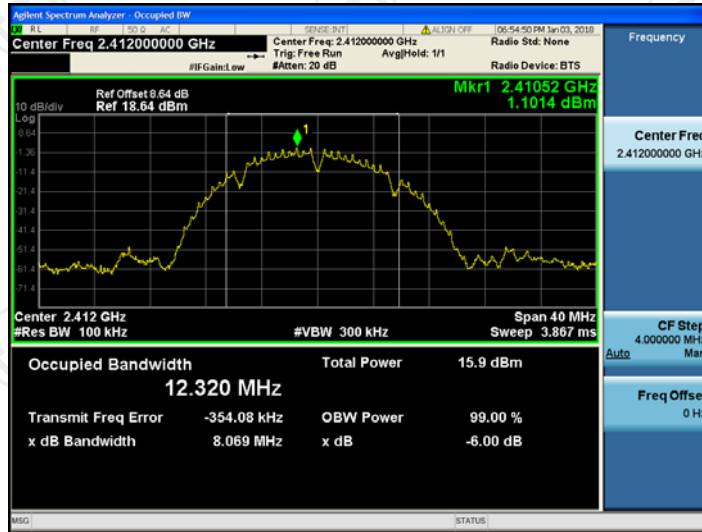 Agilent Spectrum Analyzer - Occupied BW
RL RF 50 Ω AC SENSE:INT ALIGN OFF 06:54:50 PM Jan 03, 2018
Center Freq 2.412000000 GHz
Center Freq: 2.412000000 GHz Radio Std: None
Trig: Free Run Avg|Hold: 1/1
#IFGain:Low #Atten: 20 dB Radio Device: BTS
Frequency
Mkr1 2.41052 GHz
1.1014 dBm
Ref Offset 8.64 dB
10 dB/div Ref 18.64 dBm
Log
8.64
1
-1.36
-11.4
-21.4
-31.4
-41.4
-51.4
-61.4
-71.4
Center 2.412 GHz Span 40 MHz
#Res BW 100 kHz #VBW 300 kHz Sweep 3.867 ms
Occupied Bandwidth Total Power 15.9 dBm
12.320 MHz
Transmit Freq Error -354.08 kHz OBW Power 99.00 %
x dB Bandwidth 8.069 MHz x dB -6.00 dB
Center Freq
2.412000000 GHz
CF Step
4.000000 MHz
Auto Man
Freq Offset
0 Hz
MSG STATUS